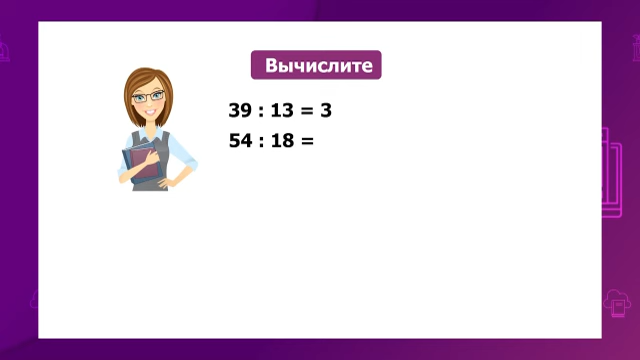 Вычислите
39 : 13 = 3
54 : 18 =